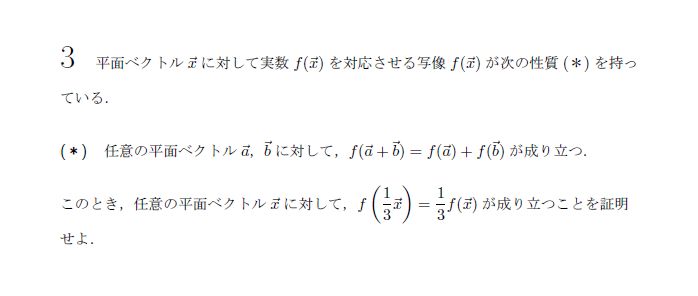 3 平面ベクトル $\vec{x}$ に対して実数 $f(\vec{x})$ を対応させる写像 $f(\vec{x})$ が次の性質 (＊) を持っ
ている．
(＊) 任意の平面ベクトル $\vec{a}$，$\vec{b}$ に対して，$f(\vec{a}+\vec{b})=f(\vec{a})+f(\vec{b})$ が成り立つ．
このとき，任意の平面ベクトル $\vec{x}$ に対して，$f\left(\frac{1}{3}\vec{x}\right)=\frac{1}{3}f(\vec{x})$ が成り立つことを証明
せよ．